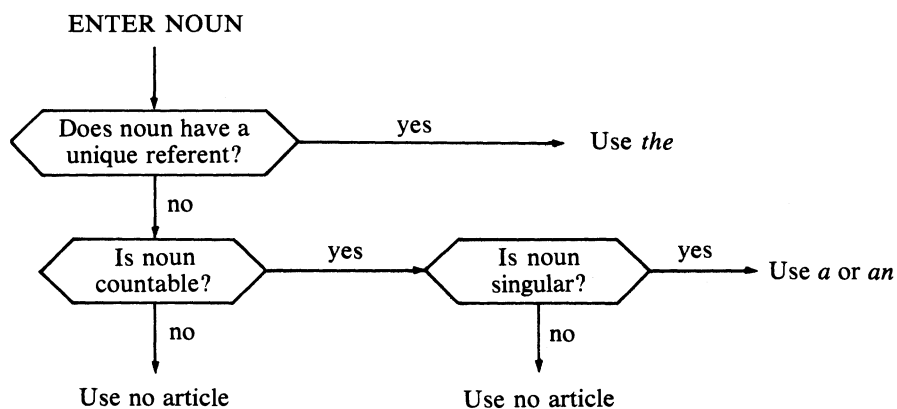 ENTER NOUN
Does noun have a
unique referent?
yes
Use the
no
Is noun
countable?
yes
Is noun
singular?
yes
Use a or an
no
no
Use no article
Use no article